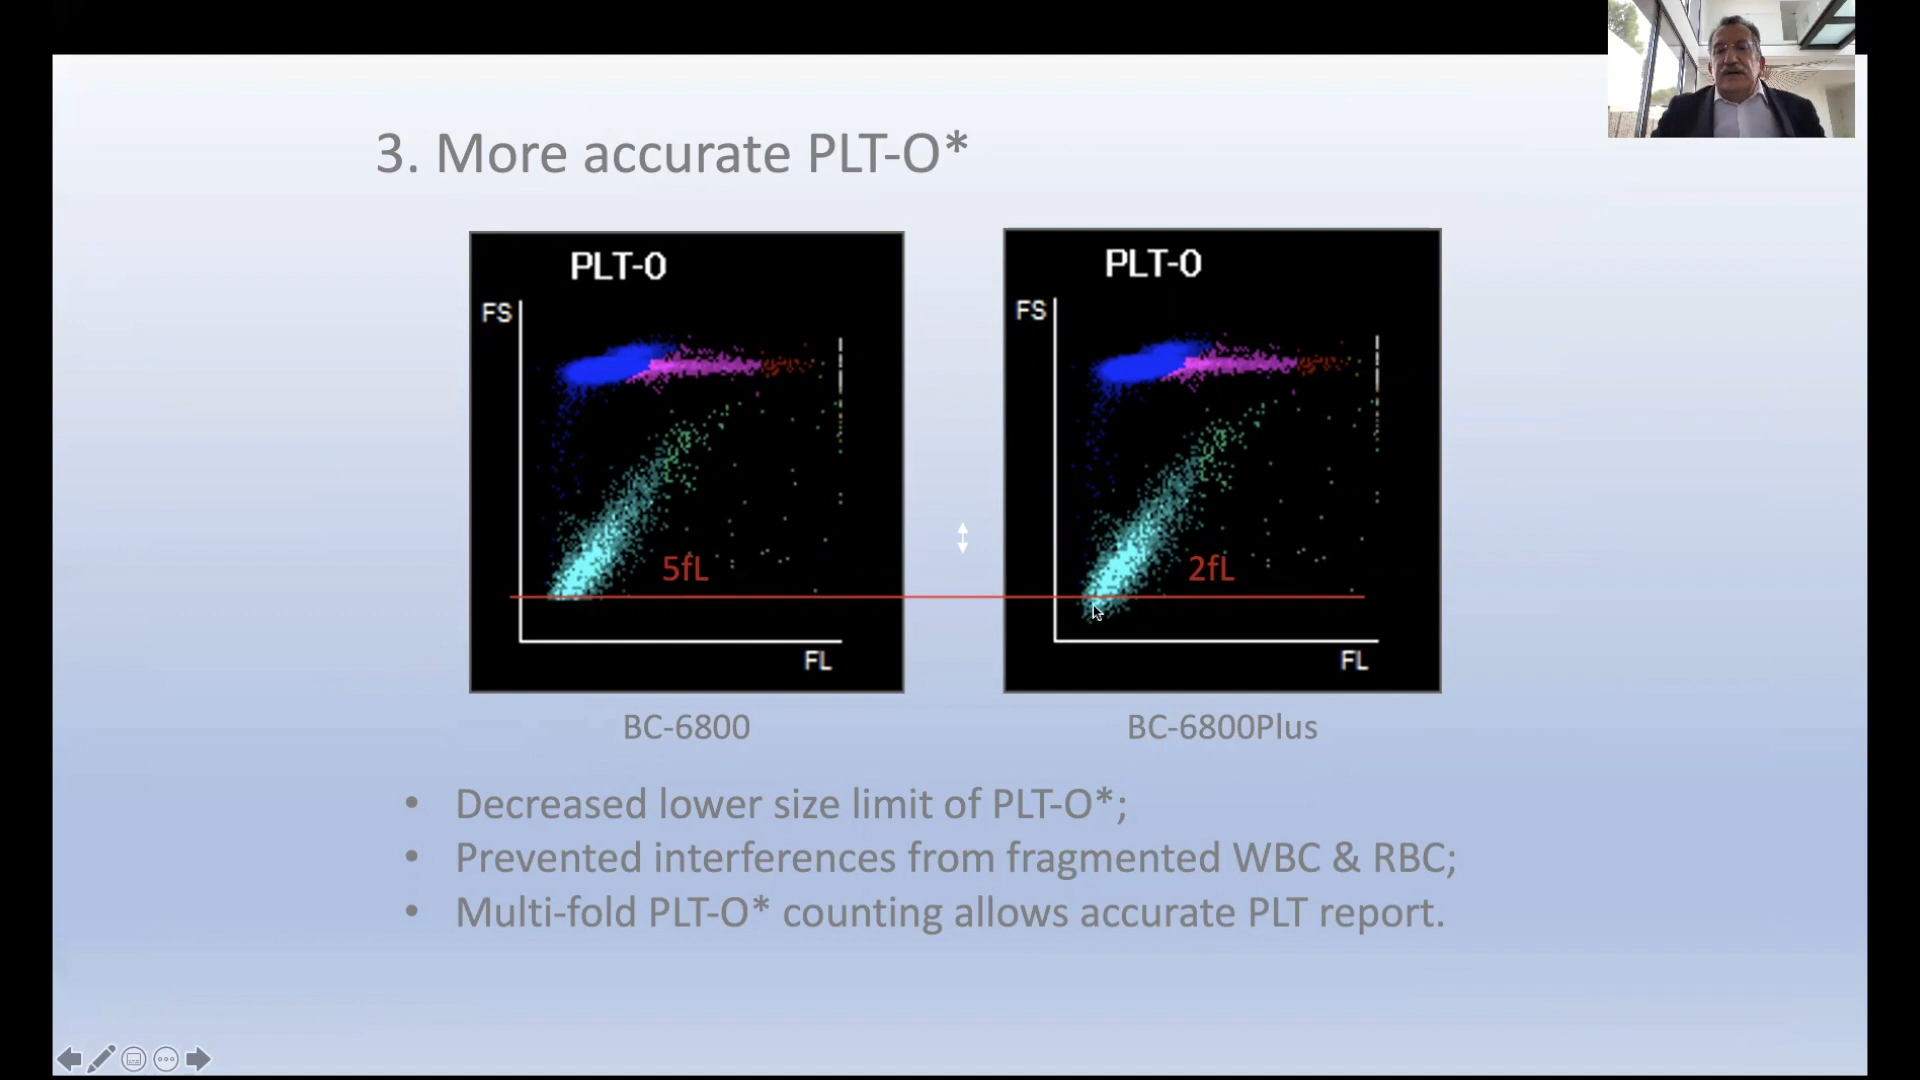 3. More accurate PLT-O*
PLT-O
FS
5fL
FL
BC-6800
PLT-O
FS
2fL
FL
BC-6800Plus
• Decreased lower size limit of PLT-O*;
• Prevented interferences from fragmented WBC & RBC;
• Multi-fold PLT-O* counting allows accurate PLT report.